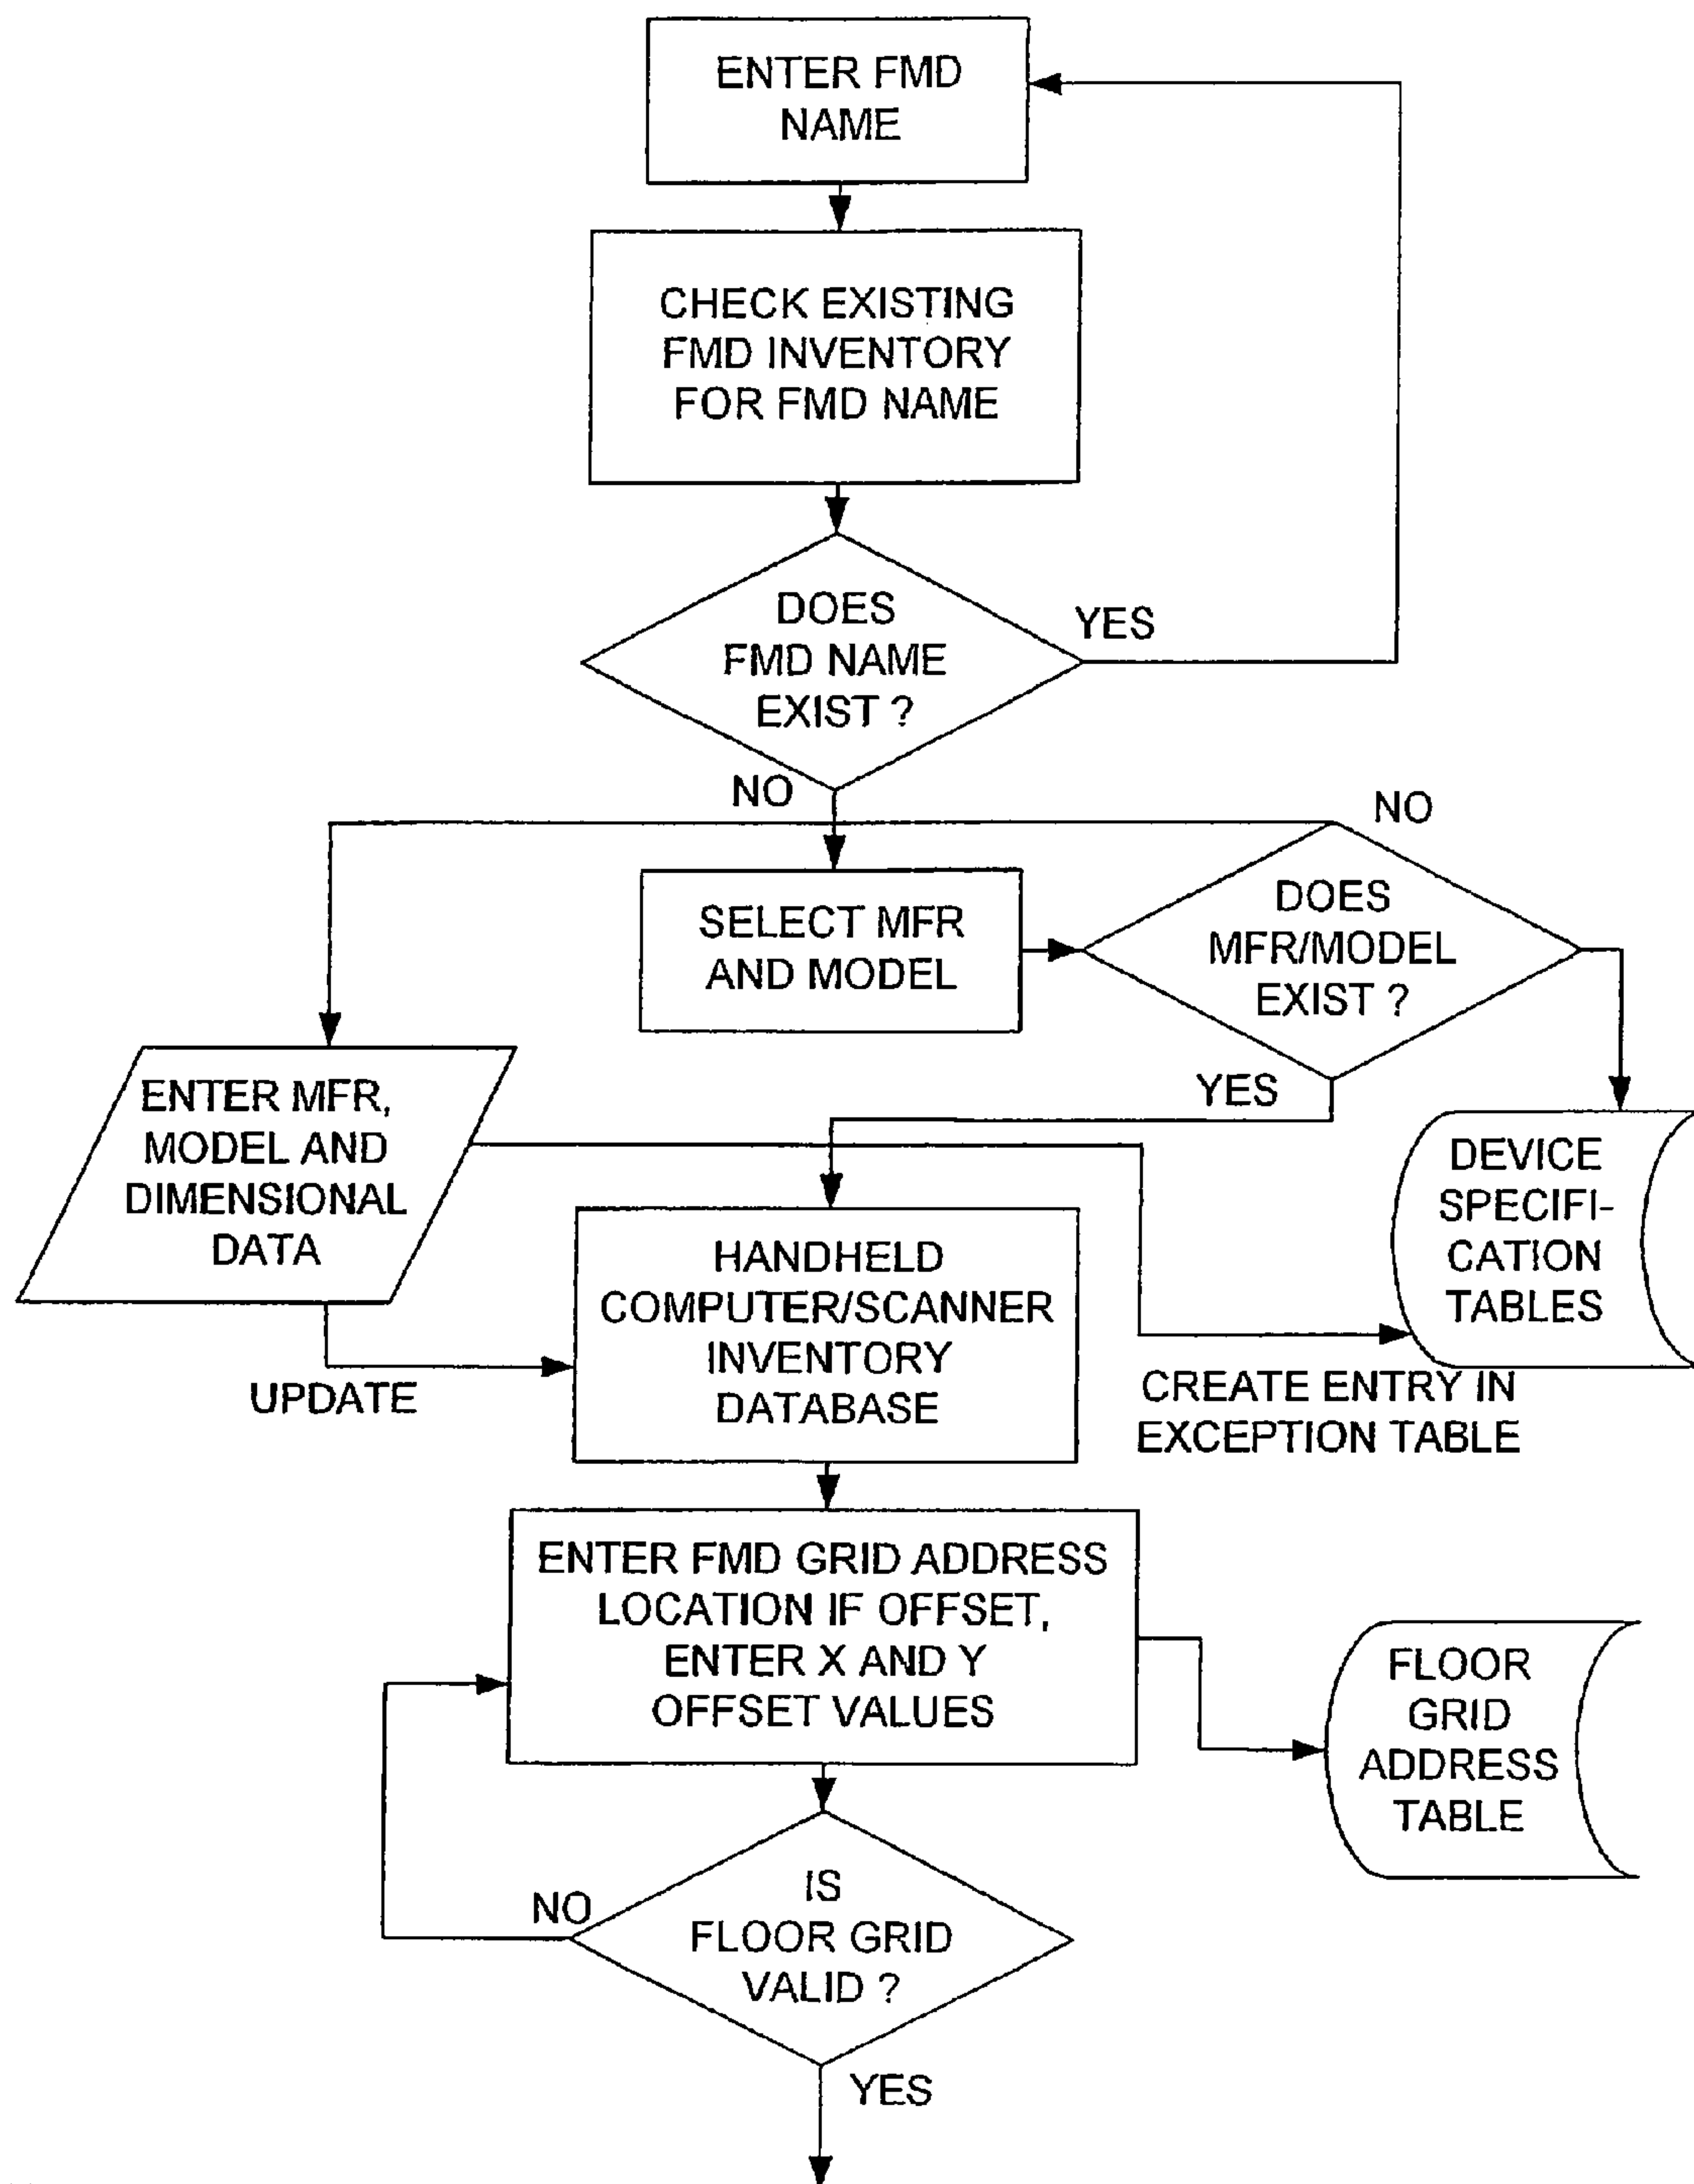 ENTER FMD
NAME
CHECK EXISTING
FMD INVENTORY
FOR FMD NAME
DOES
FMD NAME
EXIST ?
YES
NO
NO
SELECT MFR
AND MODEL
DOES
MFR/MODEL
EXIST ?
YES
ENTER MFR,
MODEL AND
DIMENSIONAL
DATA
DEVICE
SPECIFI-
CATION
TABLES
HANDHELD
COMPUTER/SCANNER
INVENTORY
DATABASE
UPDATE
CREATE ENTRY IN
EXCEPTION TABLE
ENTER FMD GRID ADDRESS
LOCATION IF OFFSET,
ENTER X AND Y
OFFSET VALUES
FLOOR
GRID
ADDRESS
TABLE
IS
FLOOR GRID
VALID ?
NO
YES